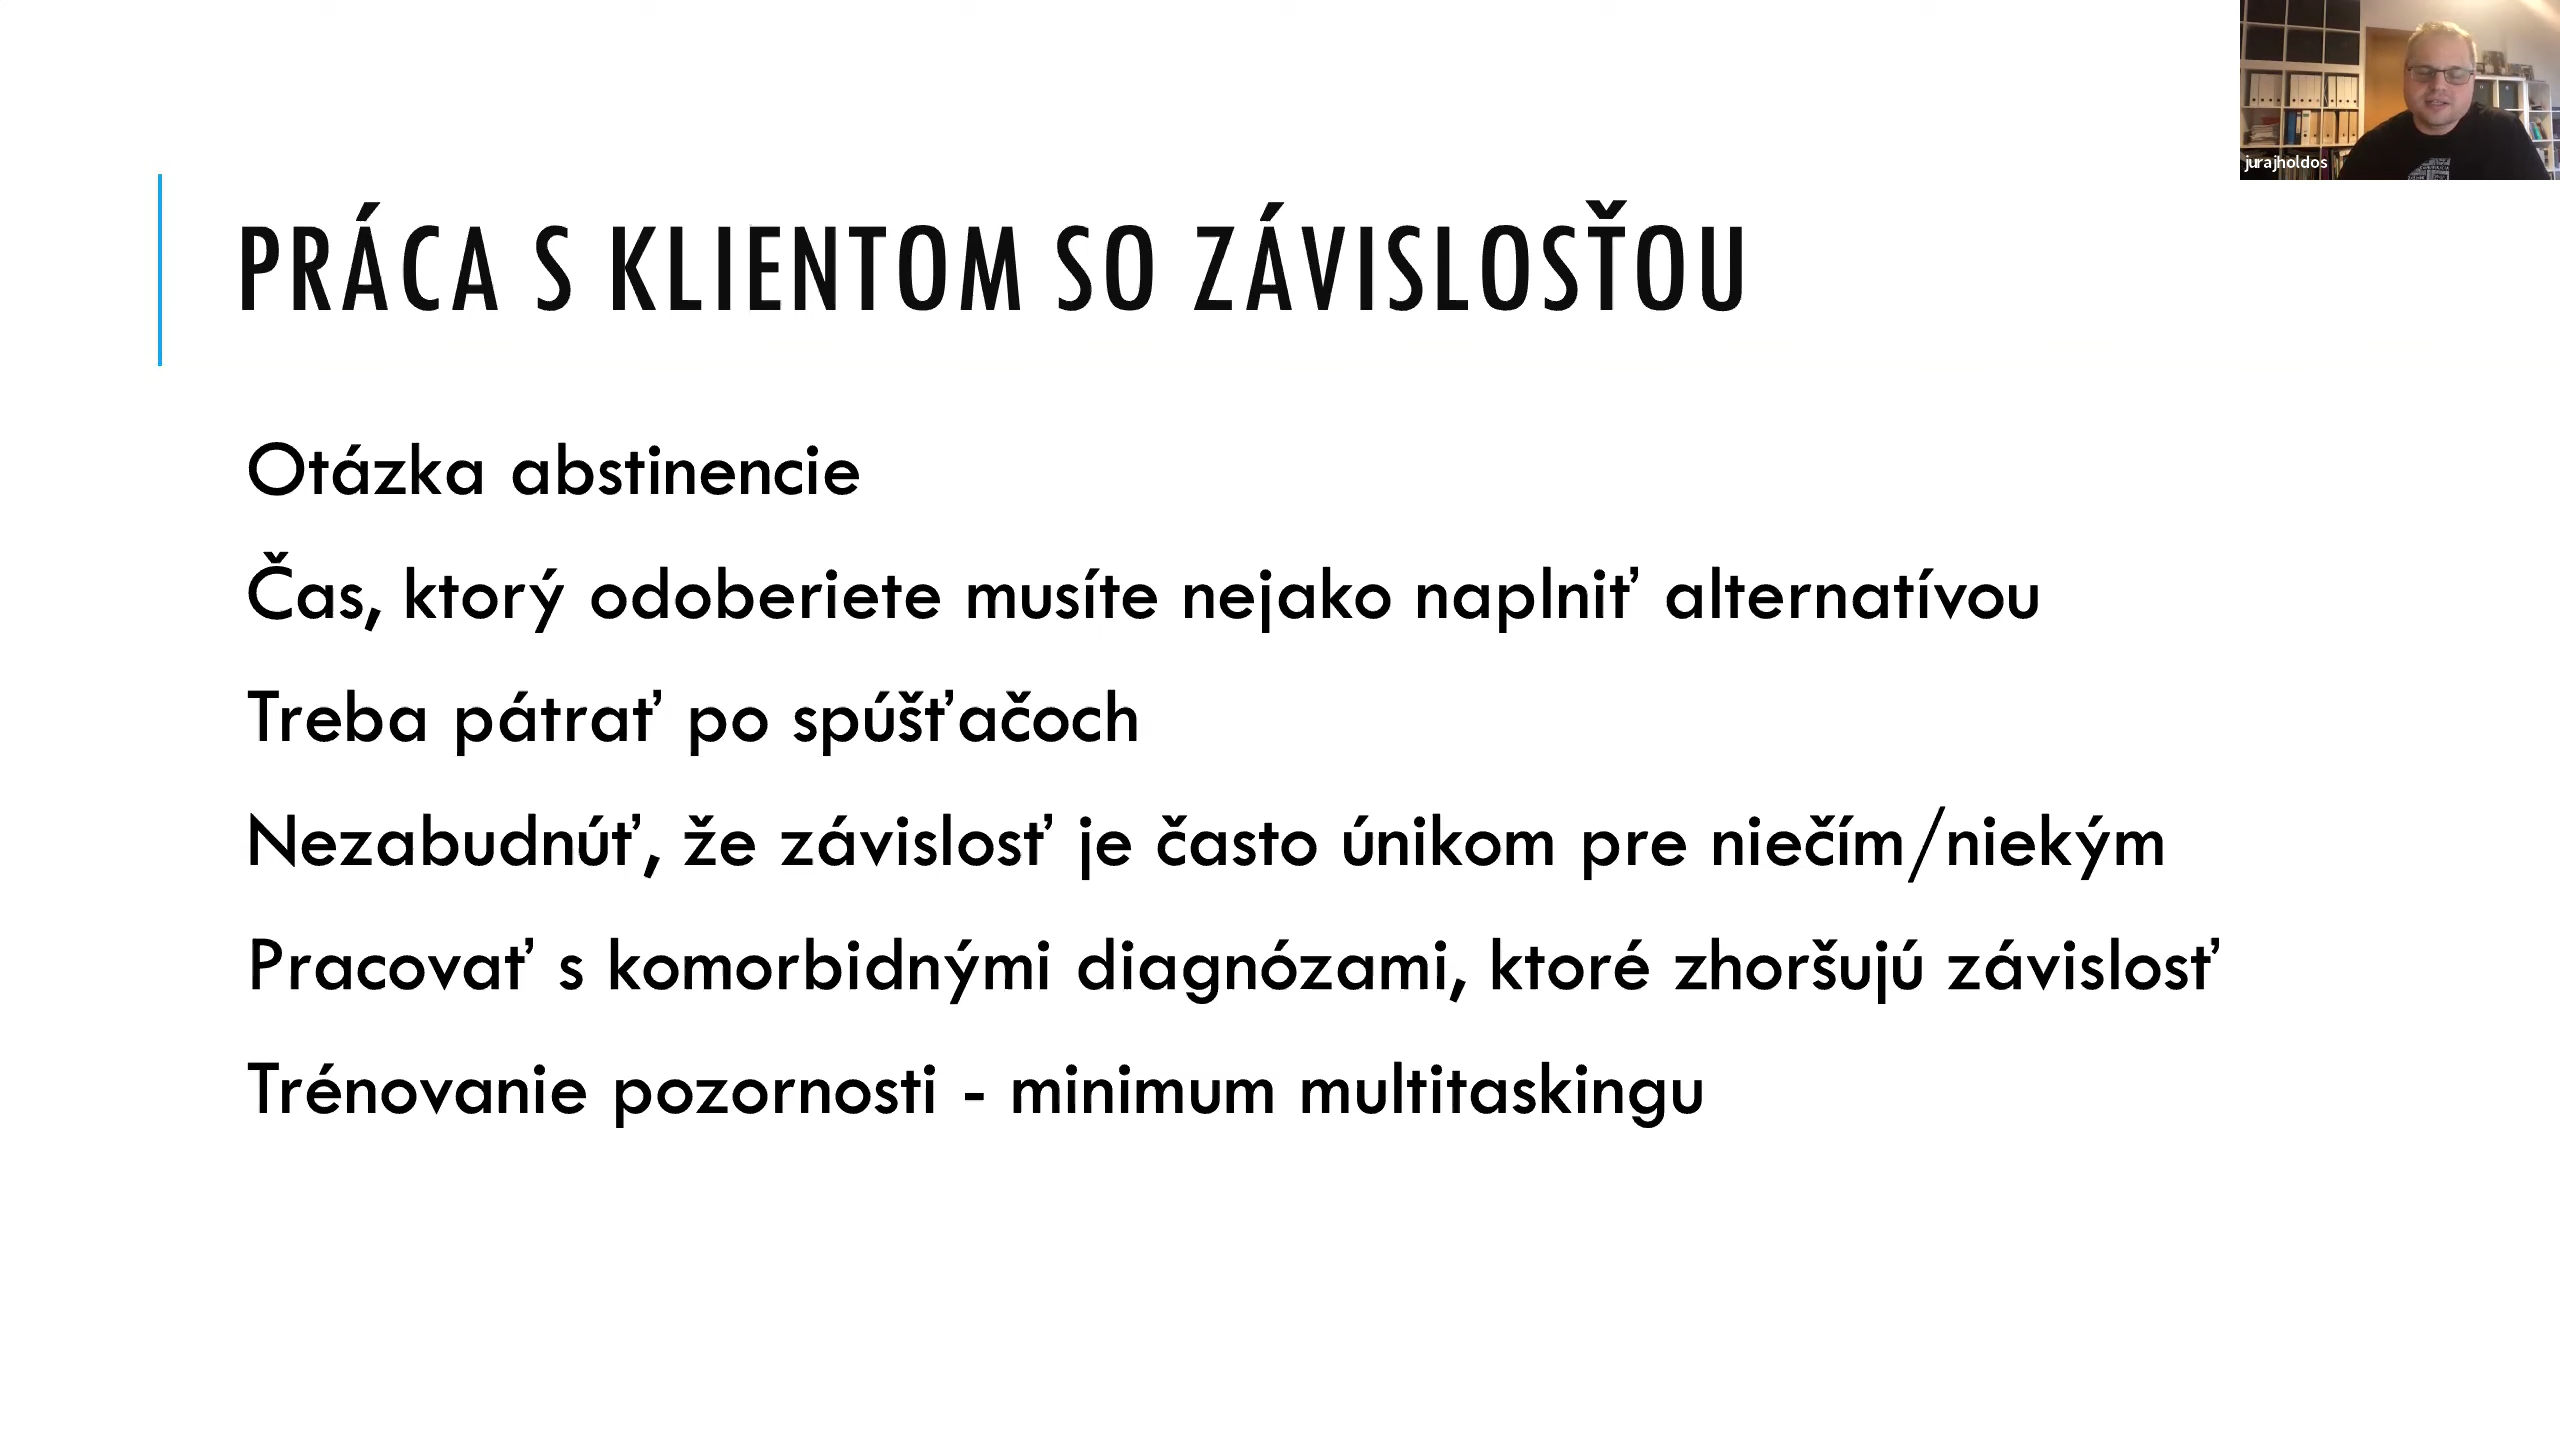 jurajholdos
PRÁCA S KLIENTOM SO ZÁVISLOSŤOU
Otázka abstinencie
Čas, ktorý odoberiete musíte nejako naplniť alternatívou
Treba pátrať po spúšťačoch
Nezabudnúť, že závislosť je často únikom pre niečím/niekým
Pracovať s komorbidnými diagnózami, ktoré zhoršujú závislosť
Trénovanie pozornosti - minimum multitaskingu